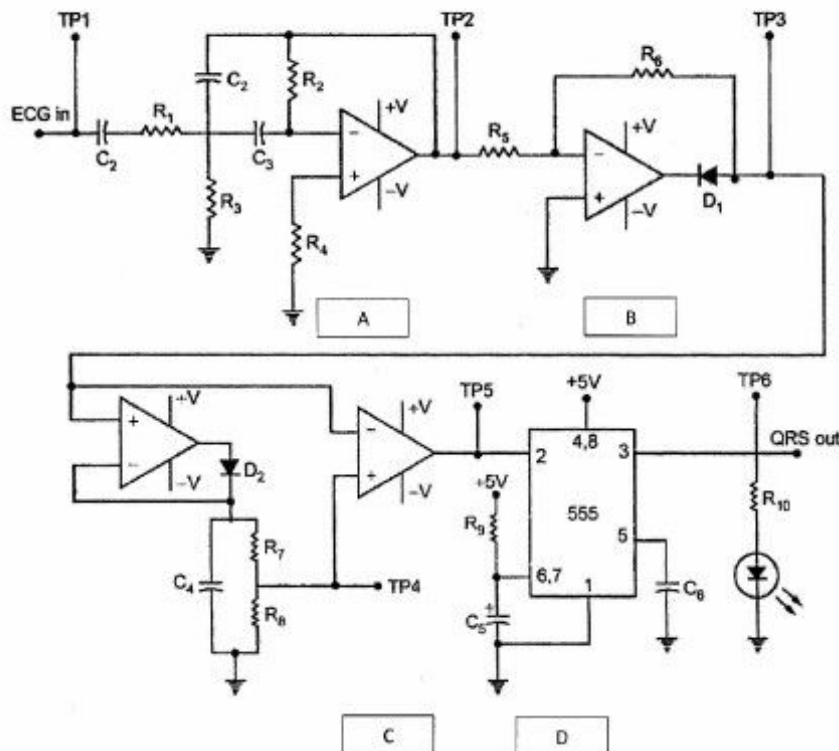 TP1
TP2
TP3
ECG in
C2
R1
C2
R3
C3
R2
R4
+V
−V
−
+
R5
R6
+V
−V
−
+
D1
A
B
+V
−V
+
−
D2
C4
R7
R8
TP4
+V
−V
−
+
TP5
+5V
2
4,8
3
555
5
6,7
1
+5V
R9
C5
+
C6
TP6
QRS out
R10
C
D